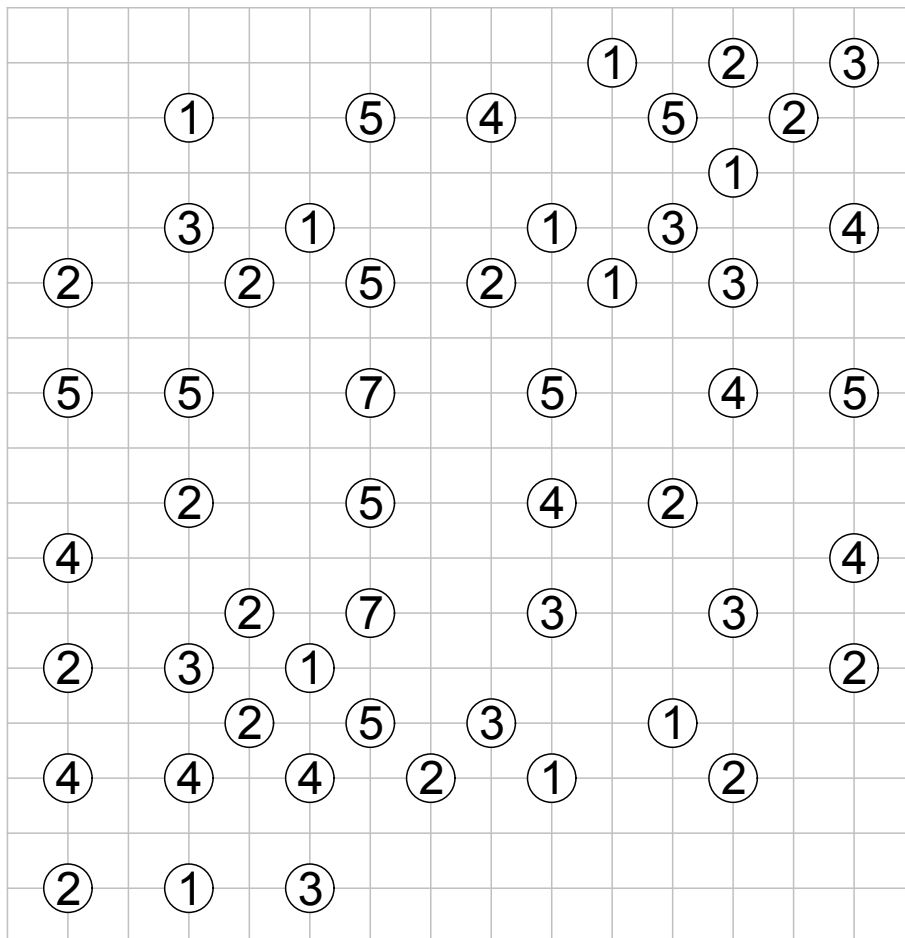 1 2 3
1 5 4 5 2
1
3 1 1 3 4
2 2 5 2 1 3
5 5 7 5 4 5
2 5 4 2
4 4
2 7 3 3
2 3 1 2
2 5 3 1
4 4 4 2 1 2
2 1 3